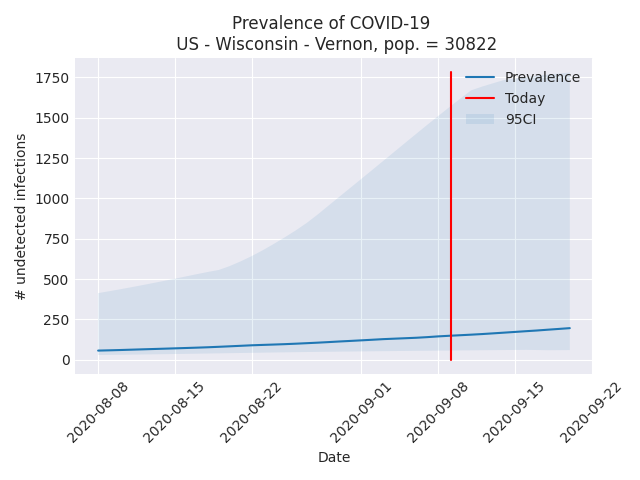 Prevalence of COVID-19
US - Wisconsin - Vernon, pop. = 30822
Prevalence
Today
95CI
1750
1500
1250
1000
750
500
250
0
# undetected infections
2020-08-08
2020-08-15
2020-08-22
2020-09-01
2020-09-08
2020-09-15
2020-09-22
Date